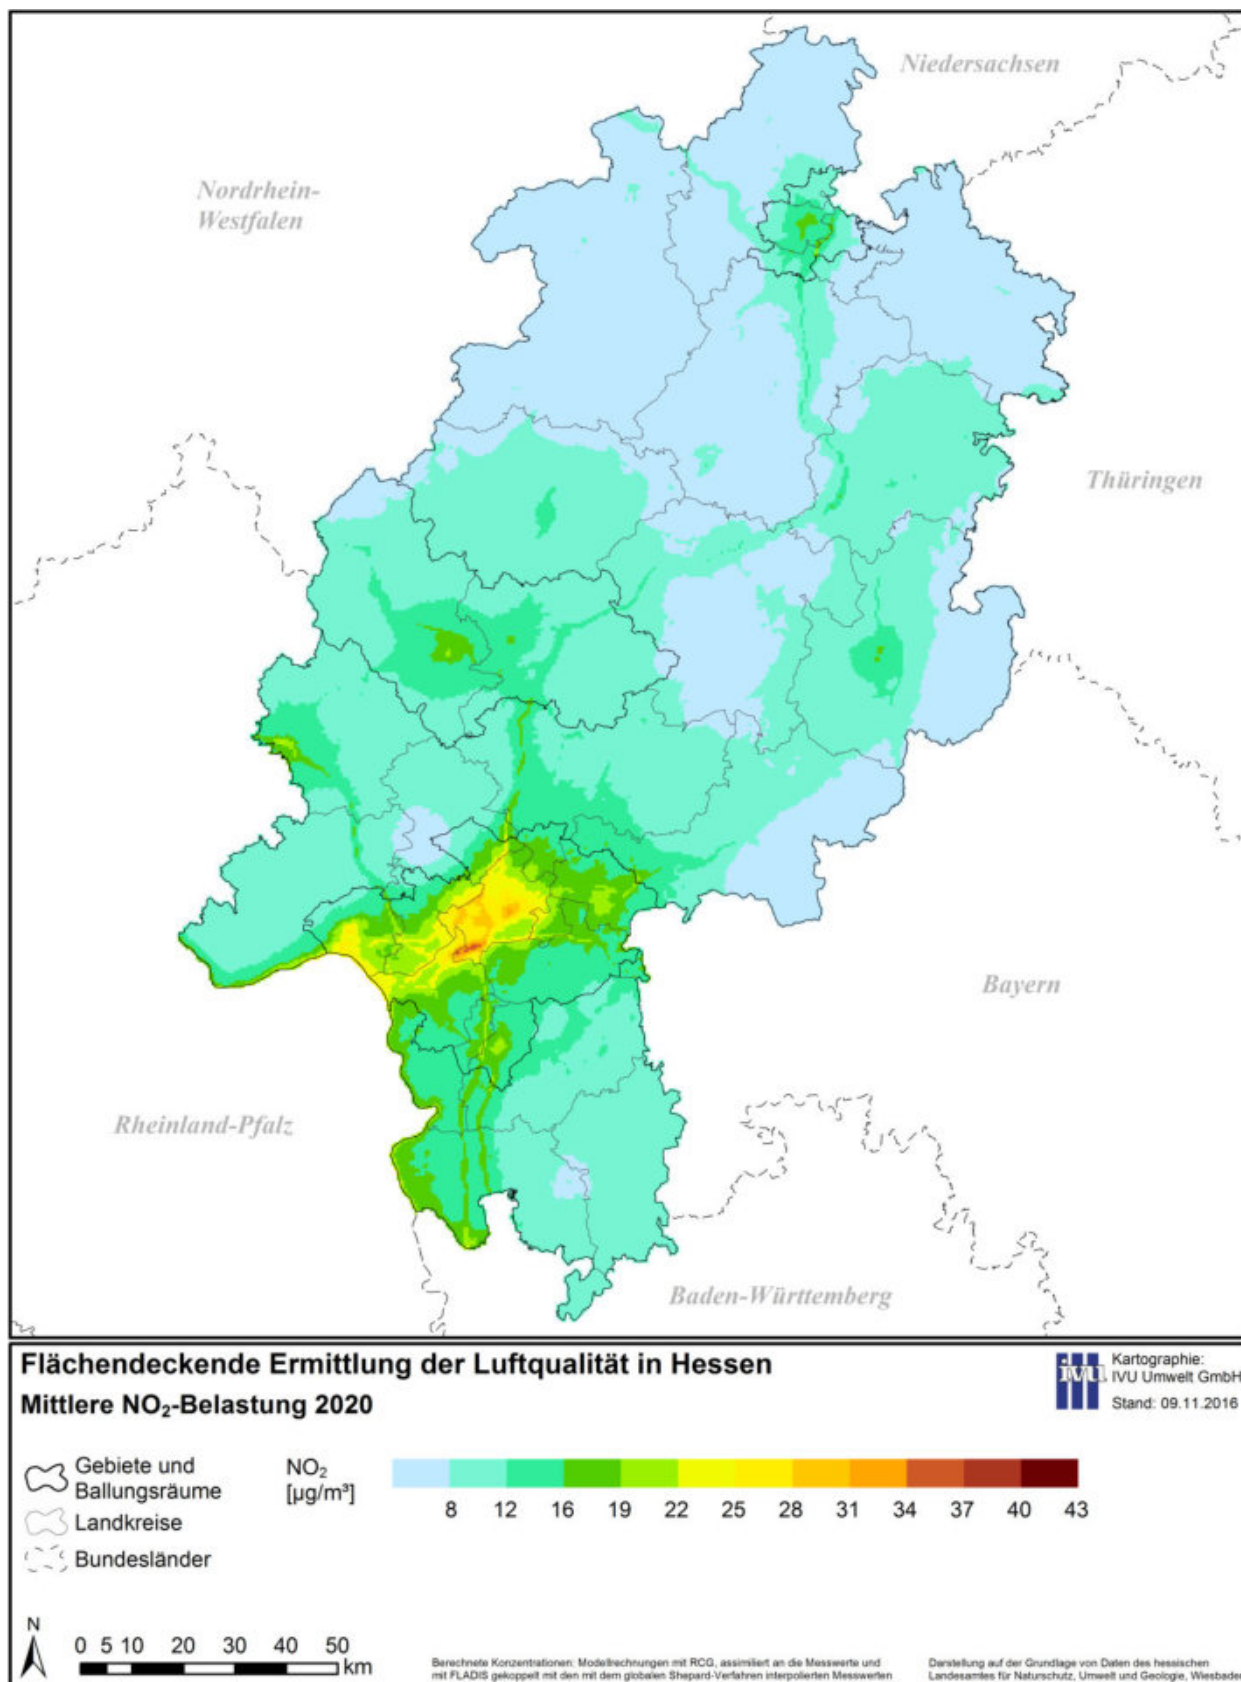 Niedersachsen
Nordrhein-
Westfalen
Thüringen
Bayern
Rheinland-Pfalz
Baden-Württemberg
Flächendeckende Ermittlung der Luftqualität in Hessen
Mittlere NO₂-Belastung 2020
ivu
Kartographie:
IVU Umwelt GmbH
Stand: 09.11.2016
Gebiete und
Ballungsräume
Landkreise
Bundesländer
NO₂
[µg/m³]
8 12 16 19 22 25 28 31 34 37 40 43
N
0 5 10 20 30 40 50
km
Berechnete Konzentrationen: Modellrechnungen mit RCG, assimiliert an die Messwerte und
mit FLADIS gekoppelt mit den mit dem globalen Shepard-Verfahren interpolierten Messwerten
Darstellung auf der Grundlage von Daten des hessischen
Landesamtes für Naturschutz, Umwelt und Geologie, Wiesbaden